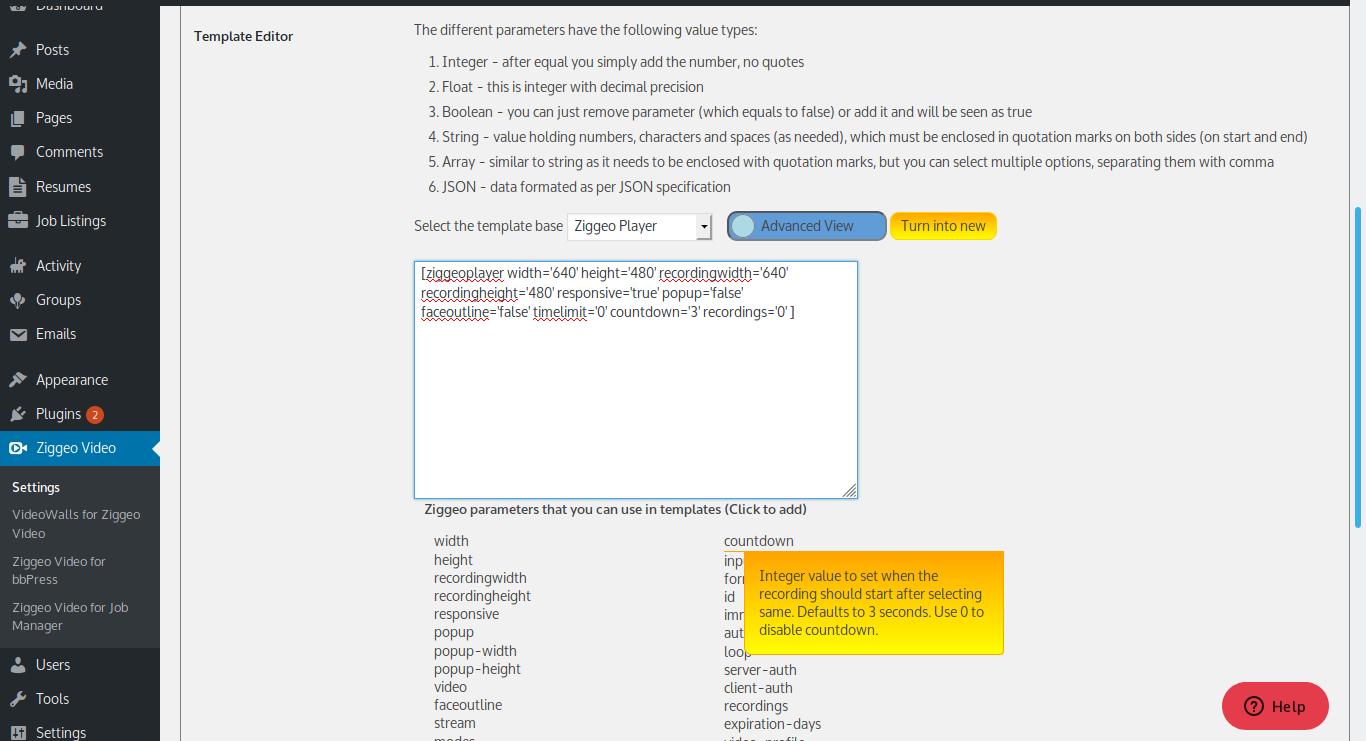 Dashboard
Posts
Media
Pages
Comments
Resumes
Job Listings
Activity
Groups
Emails
Appearance
Plugins 2
Ziggeo Video
Settings
VideoWalls for Ziggeo
Video
Ziggeo Video for
bbPress
Ziggeo Video for Job
Manager
Users
Tools
Settings
Template Editor
The different parameters have the following value types:
1. Integer - after equal you simply add the number, no quotes
2. Float - this is integer with decimal precision
3. Boolean - you can just remove parameter (which equals to false) or add it and will be seen as true
4. String - value holding numbers, characters and spaces (as needed), which must be enclosed in quotation marks on both sides (on start and end)
5. Array - similar to string as it needs to be enclosed with quotation marks, but you can select multiple options, separating them with comma
6. JSON - data formated as per JSON specification
Select the template base Ziggeo Player Advanced View Turn into new
[ziggeoplayer width='640' height='480' recordingwidth='640'
recordingheight='480' responsive='true' popup='false'
faceoutline='false' timelimit='0' countdown='3' recordings='0' ]
Ziggeo parameters that you can use in templates (Click to add)
width
height
recordingwidth
recordingheight
responsive
popup
popup-width
popup-height
video
faceoutline
stream
modes
countdown
inp
for
id
imr
aut
loop
server-auth
client-auth
recordings
expiration-days
video-profile
Integer value to set when the
recording should start after selecting
same. Defaults to 3 seconds. Use 0 to
disable countdown.
Help